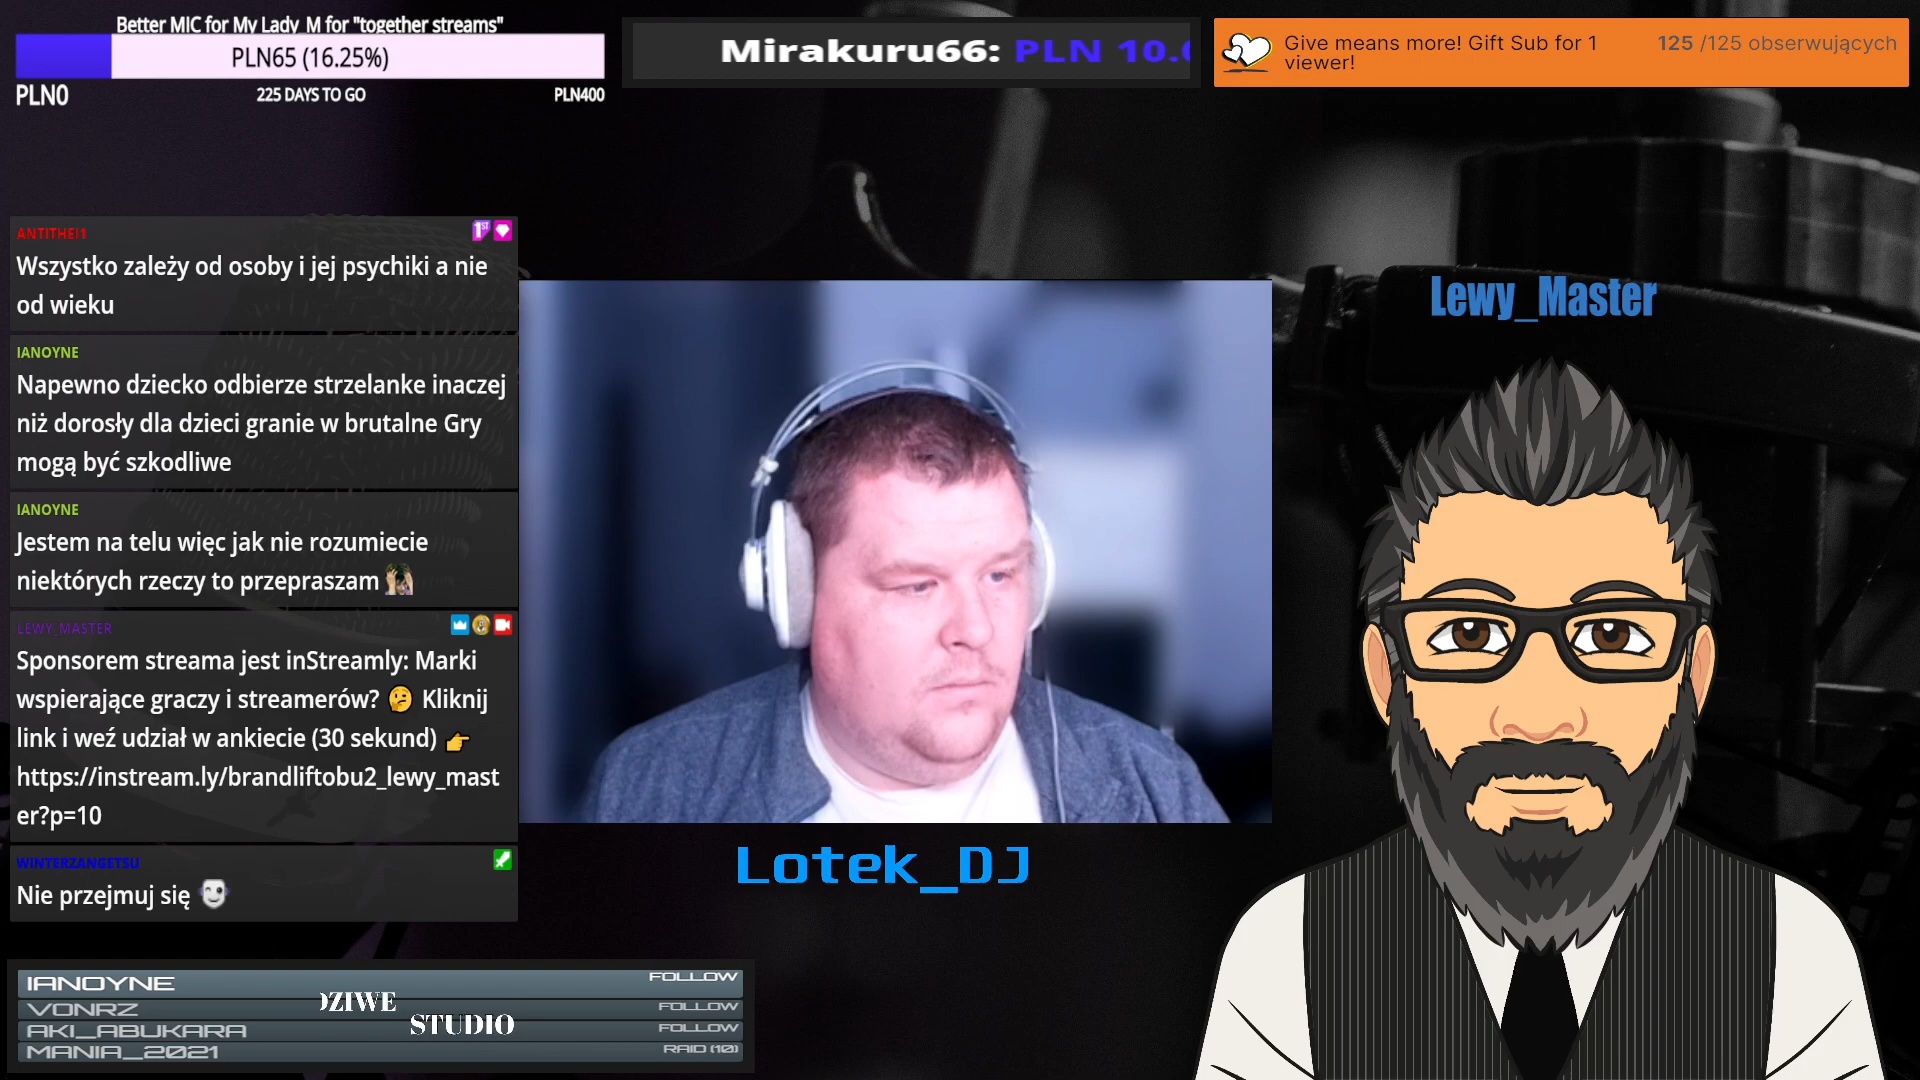 Better MIC for My Lady_M for "together streams"
PLN65 (16.25%)
PLN0
225 DAYS TO GO
PLN400
Mirakuru66: PLN 10.
Give means more! Gift Sub for 1
viewer!
125 /125 obserwujących
ANTITHEI1
1ST
Wszystko zależy od osoby i jej psychiki a nie
od wieku
IANOYNE
Napewno dziecko odbierze strzelanke inaczej
niż dorosły dla dzieci granie w brutalne Gry
mogą być szkodliwe
IANOYNE
Jestem na telu więc jak nie rozumiecie
niektórych rzeczy to przepraszam
LEWY_MASTER
Sponsorem streama jest inStreamly: Marki
wspierające graczy i streamerów? 🤔 Kliknij
link i weź udział w ankiecie (30 sekund) 👉
https://instream.ly/brandliftobu2_lewy_mast
er?p=10
WINTERZANGETSU
Nie przejmuj się
Lewy_Master
Lotek_DJ
IANOYNE FOLLOW
VONRZ FOLLOW
AKI_ABUKARA FOLLOW
MANIA_2021 RAID (10)
DZIWE
STUDIO